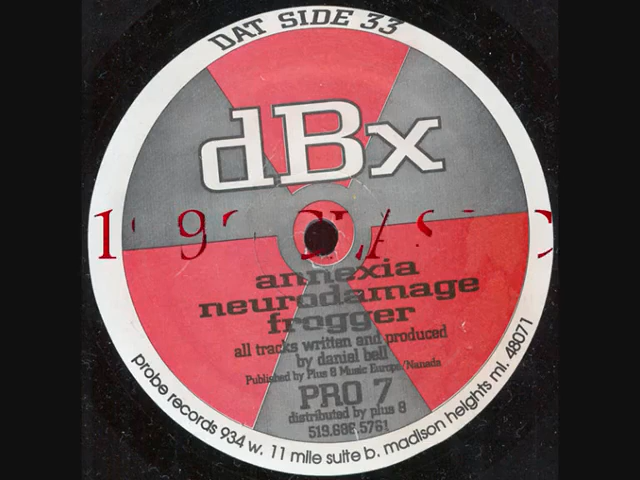 DAT SIDE 33
dBx
annexia
neurodamage
frogger
all tracks written and produced
by danial bell
Published by Plus 8 Music Europe/Nanada
PRO 7
distributed by plus 8
519.696.5761
probe records 934 w. 11 mile suite b. madison heights mi. 48071